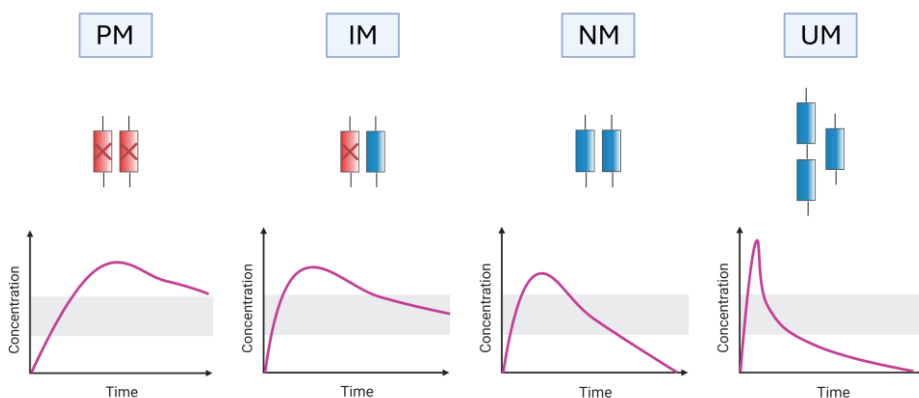 PM
IM
NM
UM
Concentration
Time
Concentration
Time
Concentration
Time
Concentration
Time